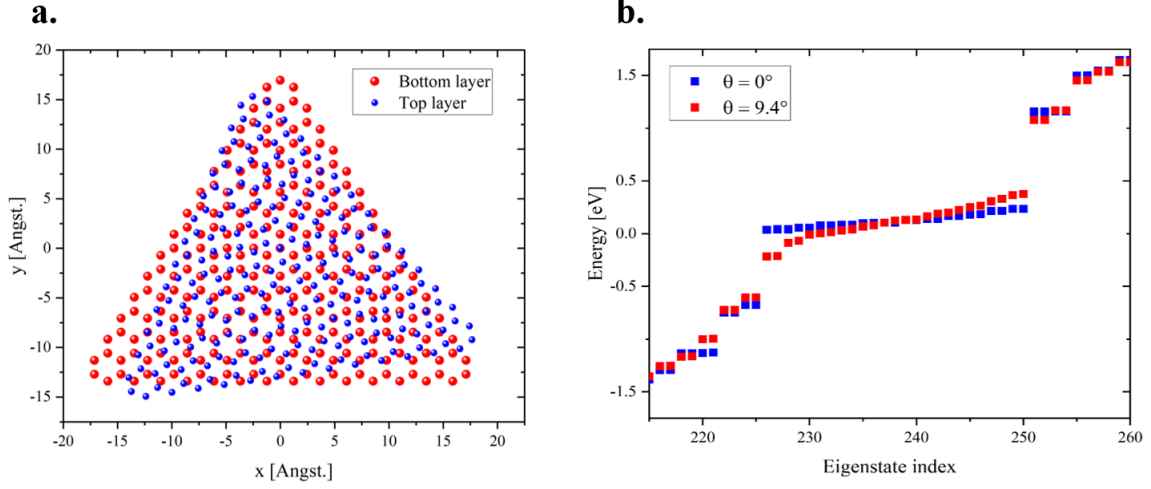 a.
20
15
10
5
0
-5
-10
-15
-20
-15
-10
-5
0
5
10
15
20
y [Angst.]
x [Angst.]
Bottom layer
Top layer
b.
1.5
0.5
0.0
-0.5
-1.5
220
230
240
250
260
Energy [eV]
Eigenstate index
θ = 0°
θ = 9.4°